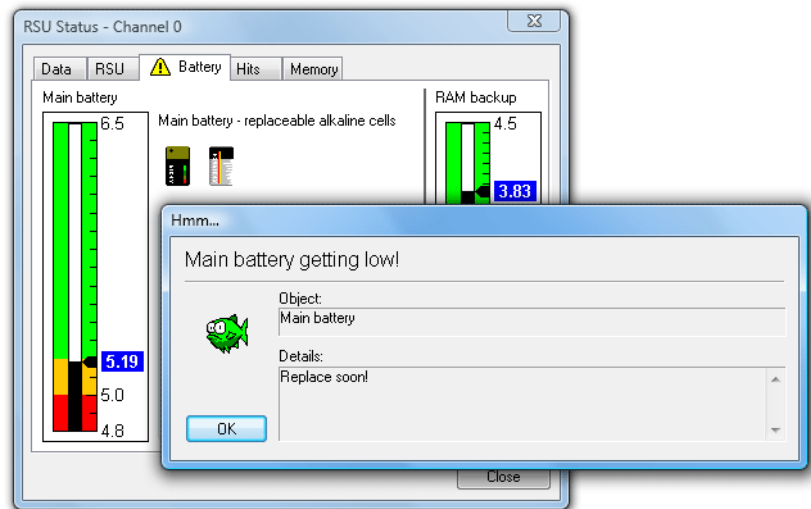 RSU Status - Channel 0
Data RSU Battery Hits Memory
Main battery
6.5
5.19
5.0
4.8
Main battery - replaceable alkaline cells
RAM backup
4.5
3.83
Hmm...
Main battery getting low!
Object:
Main battery
Details:
Replace soon!
OK
Close